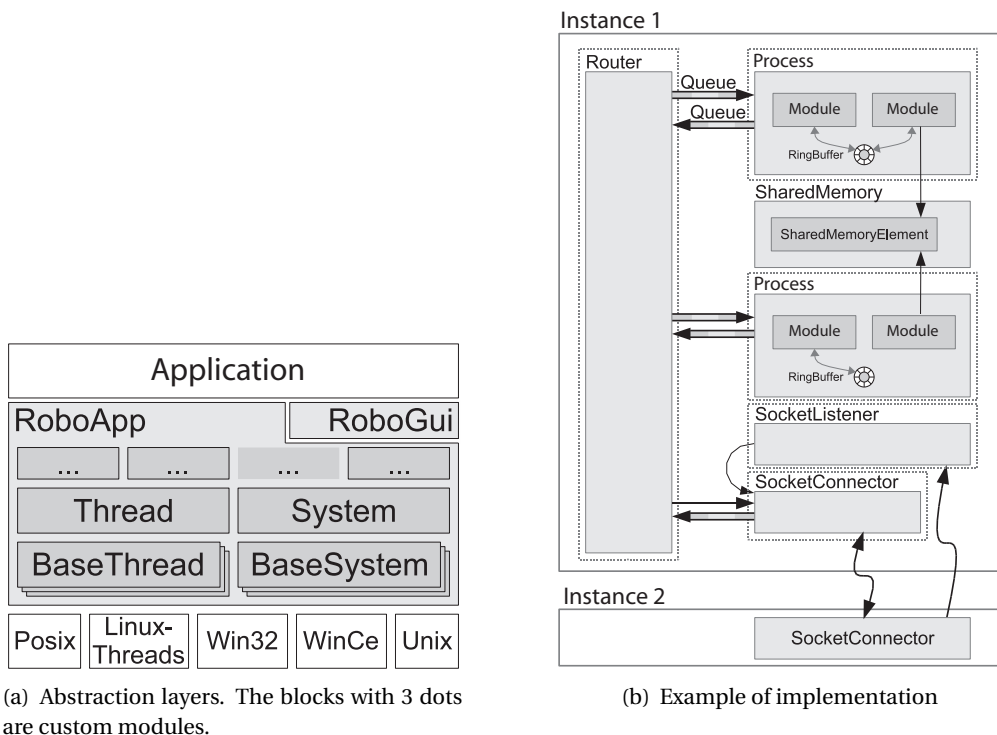 Application
RoboApp
RoboGui
... ... ... ...
Thread System
BaseThread BaseSystem
Posix Linux-Threads Win32 WinCe Unix
(a) Abstraction layers. The blocks with 3 dots
are custom modules.
Instance 1
Router
Queue
Queue
Process
Module Module
RingBuffer
SharedMemory
SharedMemoryElement
Process
Module Module
RingBuffer
SocketListener
SocketConnector
Instance 2
SocketConnector
(b) Example of implementation